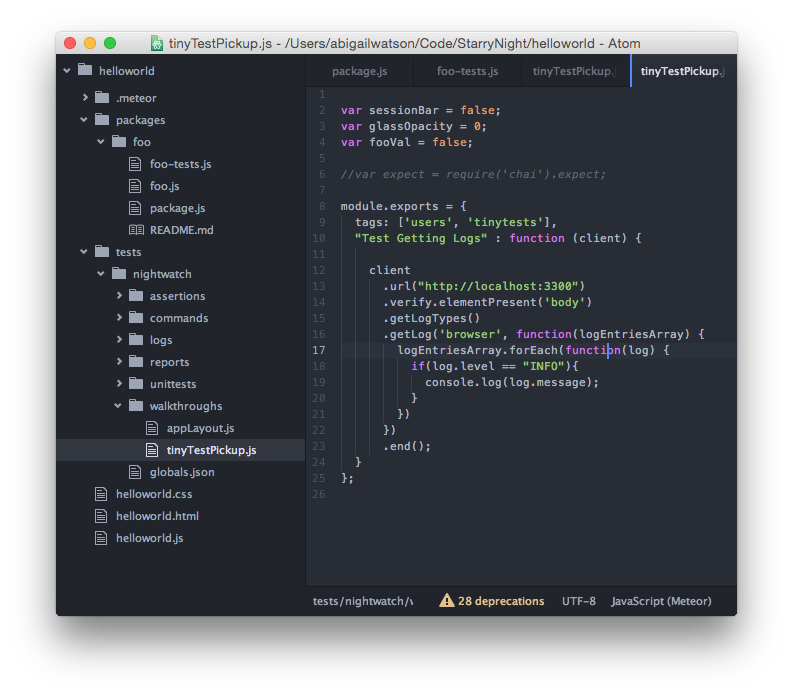 tinyTestPickup.js - /Users/abigailwatson/Code/StarryNight/helloworld - Atom
helloworld
.meteor
packages
foo
foo-tests.js
foo.js
package.js
README.md
tests
nightwatch
assertions
commands
logs
reports
unittests
walkthroughs
appLayout.js
tinyTestPickup.js
globals.json
helloworld.css
helloworld.html
helloworld.js
package.js foo-tests.js tinyTestPickup. tinyTestPickup.j
1
2 var sessionBar = false;
3 var glassOpacity = 0;
4 var fooVal = false;
5
6 //var expect = require('chai').expect;
7
8 module.exports = {
9 tags: ['users', 'tinytests'],
10 "Test Getting Logs" : function (client) {
11
12 client
13 .url("http://localhost:3300")
14 .verify.elementPresent('body')
15 .getLogTypes()
16 .getLog('browser', function(logEntriesArray) {
17 logEntriesArray.forEach(function(log) {
18 if(log.level == "INFO"){
19 console.log(log.message);
20 }
21 })
22 })
23 .end();
24 }
25 };
26
tests/nightwatch/v 28 deprecations UTF-8 JavaScript (Meteor)